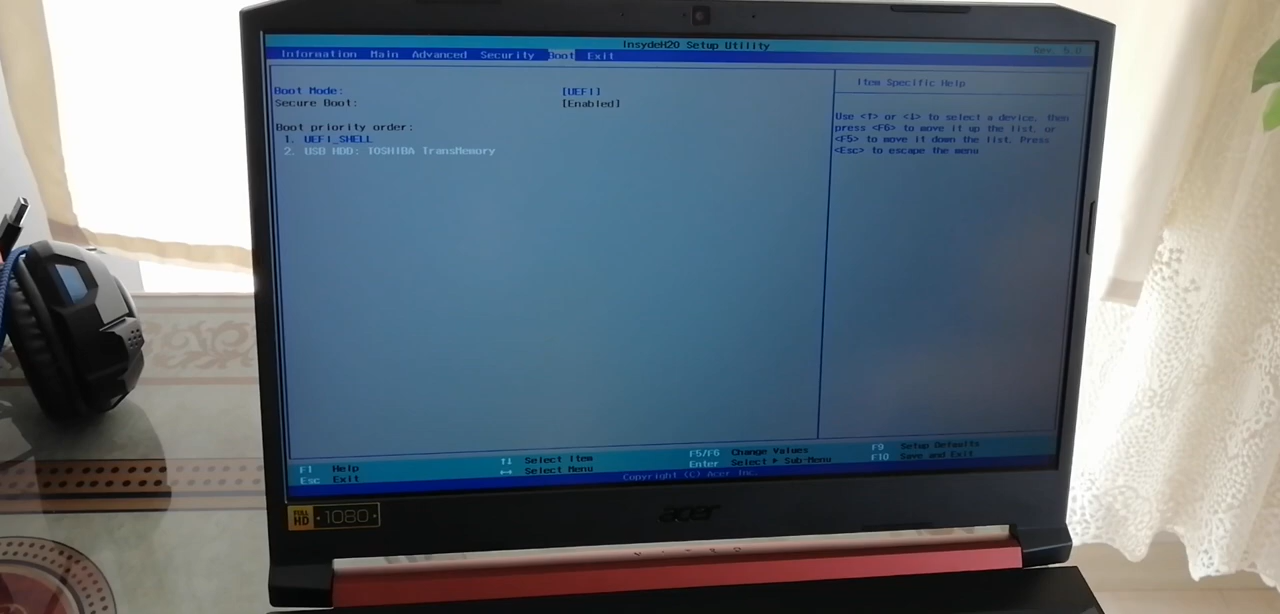 InsydeH20 Setup Utility
Rev. 5.0
Information Main Advanced Security Boot Exit
Boot Mode: [UEFI]
Secure Boot: [Enabled]
Boot priority order:
1. UEFI_SHELL
2. USB HDD: TOSHIBA TransMemory
Item Specific Help
Use <↑> or <↓> to select a device, then
press <F6> to move it up the list, or
<F5> to move it down the list. Press
<Esc> to escape the menu
F1 Help ↑↓ Select Item F5/F6 Change Values F9 Setup Defaults
Esc Exit ←→ Select Menu Enter Select ▶ Sub-Menu F10 Save and Exit
Copyright (C) Acer Inc.
FULL HD 1080
acer